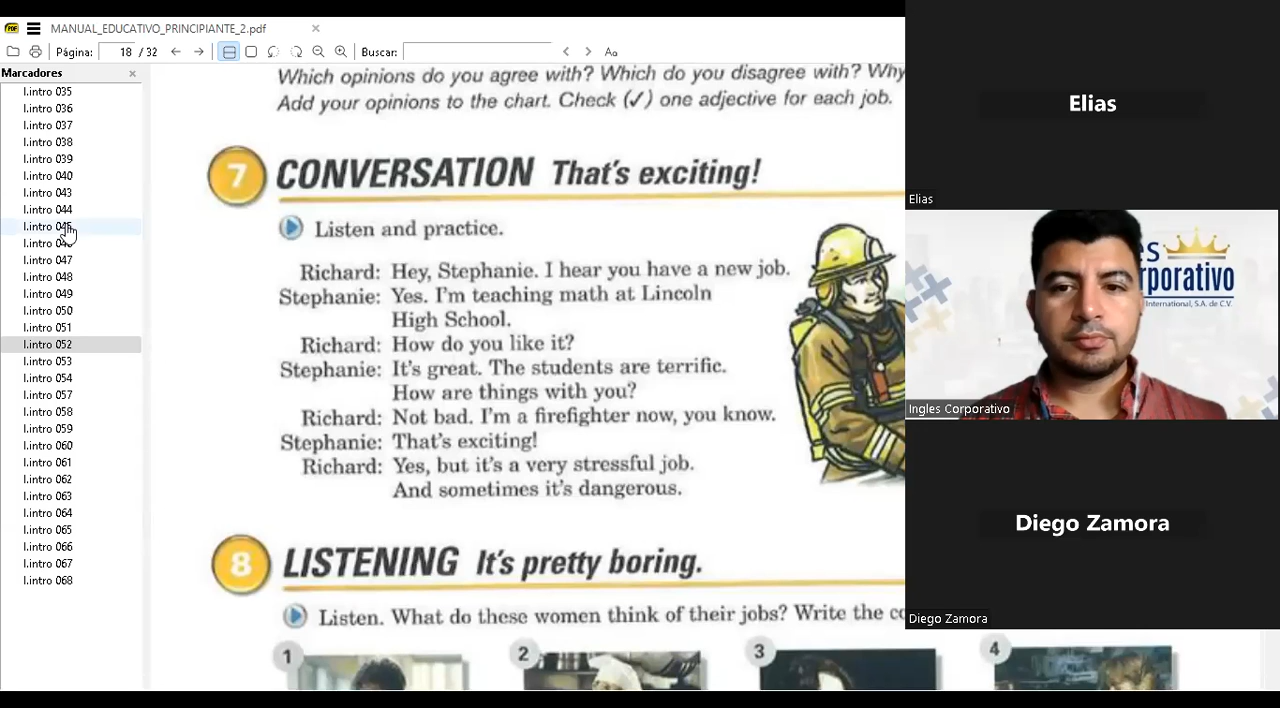 MANUAL_EDUCATIVO_PRINCIPIANTE_2.pdf
Página: 18 / 32
Buscar:
Aa
Marcadores
I.intro 035
I.intro 036
I.intro 037
I.intro 038
I.intro 039
I.intro 040
I.intro 043
I.intro 044
I.intro
I.intro
I.intro 047
I.intro 048
I.intro 049
I.intro 050
I.intro 051
I.intro 052
I.intro 053
I.intro 054
I.intro 057
I.intro 058
I.intro 059
I.intro 060
I.intro 061
I.intro 062
I.intro 063
I.intro 064
I.intro 065
I.intro 066
I.intro 067
I.intro 068
Which opinions do you agree with? Which do you disagree with? Why
Add your opinions to the chart. Check (✓) one adjective for each job.
7 CONVERSATION That's exciting!
Listen and practice.
Richard: Hey, Stephanie. I hear you have a new job.
Stephanie: Yes. I'm teaching math at Lincoln
High School.
Richard: How do you like it?
Stephanie: It's great. The students are terrific.
How are things with you?
Richard: Not bad. I'm a firefighter now, you know.
Stephanie: That's exciting!
Richard: Yes, but it's a very stressful job.
And sometimes it's dangerous.
8 LISTENING It's pretty boring.
Listen. What do these women think of their jobs? Write the co
1
2
3
4
Elias
Elias
es
orporativo
International, S.A. de C.V.
Ingles Corporativo
Diego Zamora
Diego Zamora